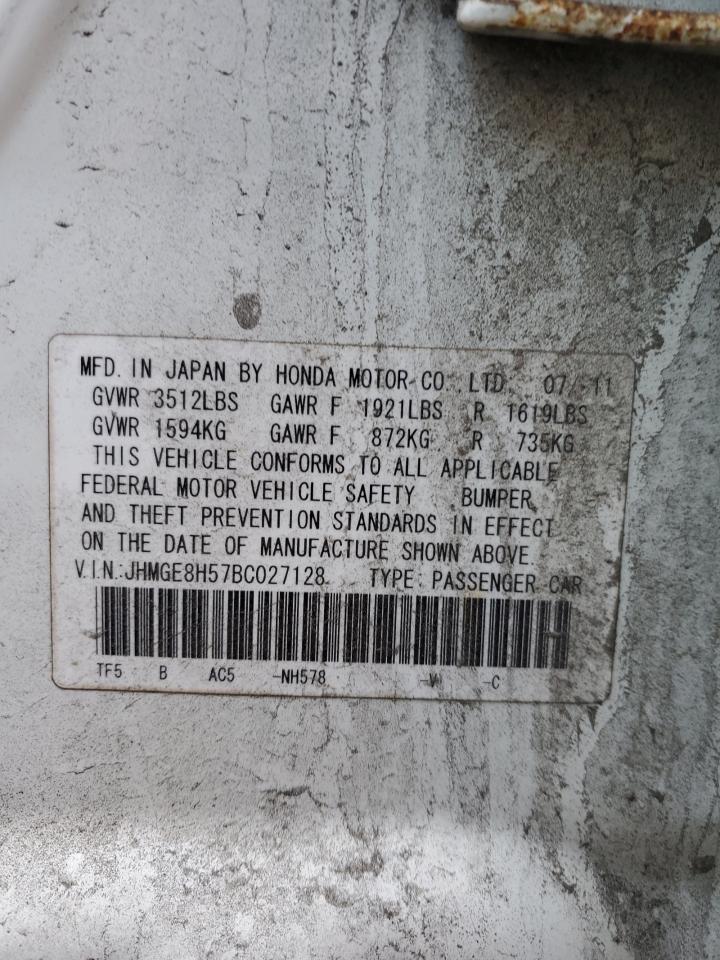 MFD. IN JAPAN BY HONDA MOTOR CO., LTD. 07/11
GVWR 3512LBS GAWR F 1921LBS R 1619LBS
GVWR 1594KG GAWR F 872KG R 735KG
THIS VEHICLE CONFORMS TO ALL APPLICABLE
FEDERAL MOTOR VEHICLE SAFETY BUMPER,
AND THEFT PREVENTION STANDARDS IN EFFECT
ON THE DATE OF MANUFACTURE SHOWN ABOVE.
V.I.N.:JHMGE8H57BC027128 TYPE: PASSENGER CAR
TF5 B AC5 -NH578 -V -C